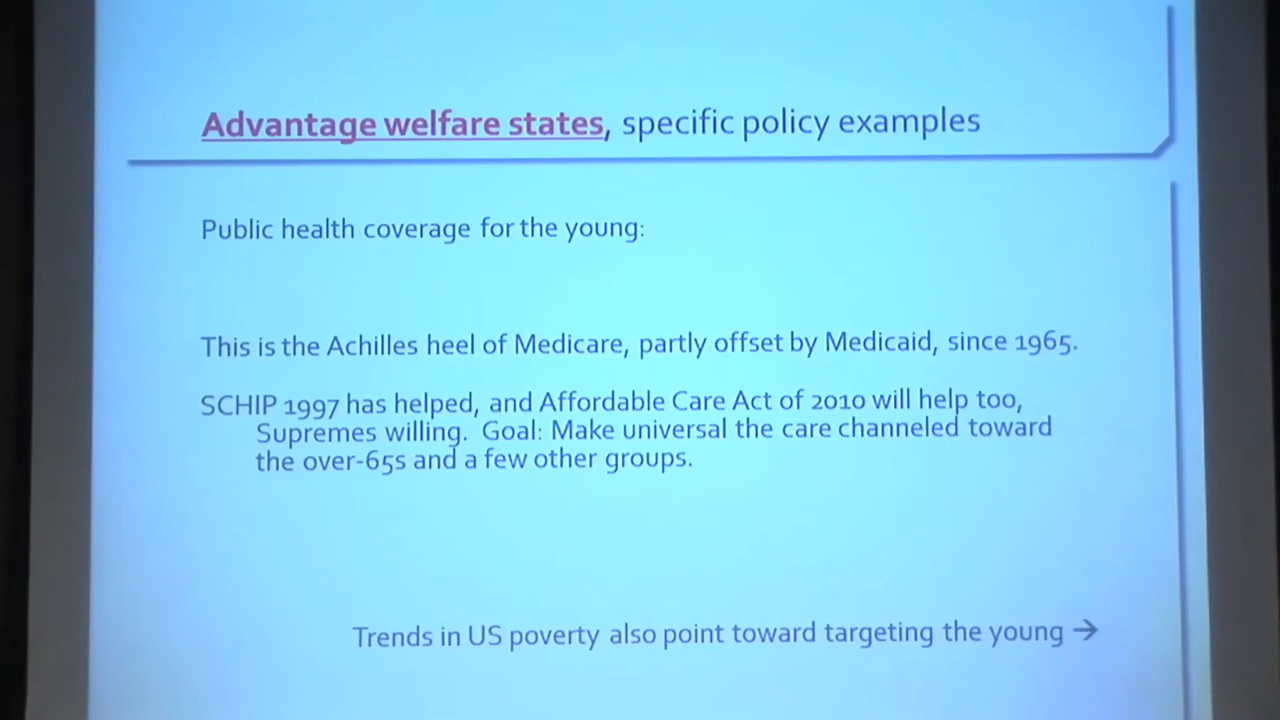 Advantage welfare states, specific policy examples
Public health coverage for the young:
This is the Achilles heel of Medicare, partly offset by Medicaid, since 1965.
SCHIP 1997 has helped, and Affordable Care Act of 2010 will help too,
Supremes willing. Goal: Make universal the care channeled toward
the over-65s and a few other groups.
Trends in US poverty also point toward targeting the young →